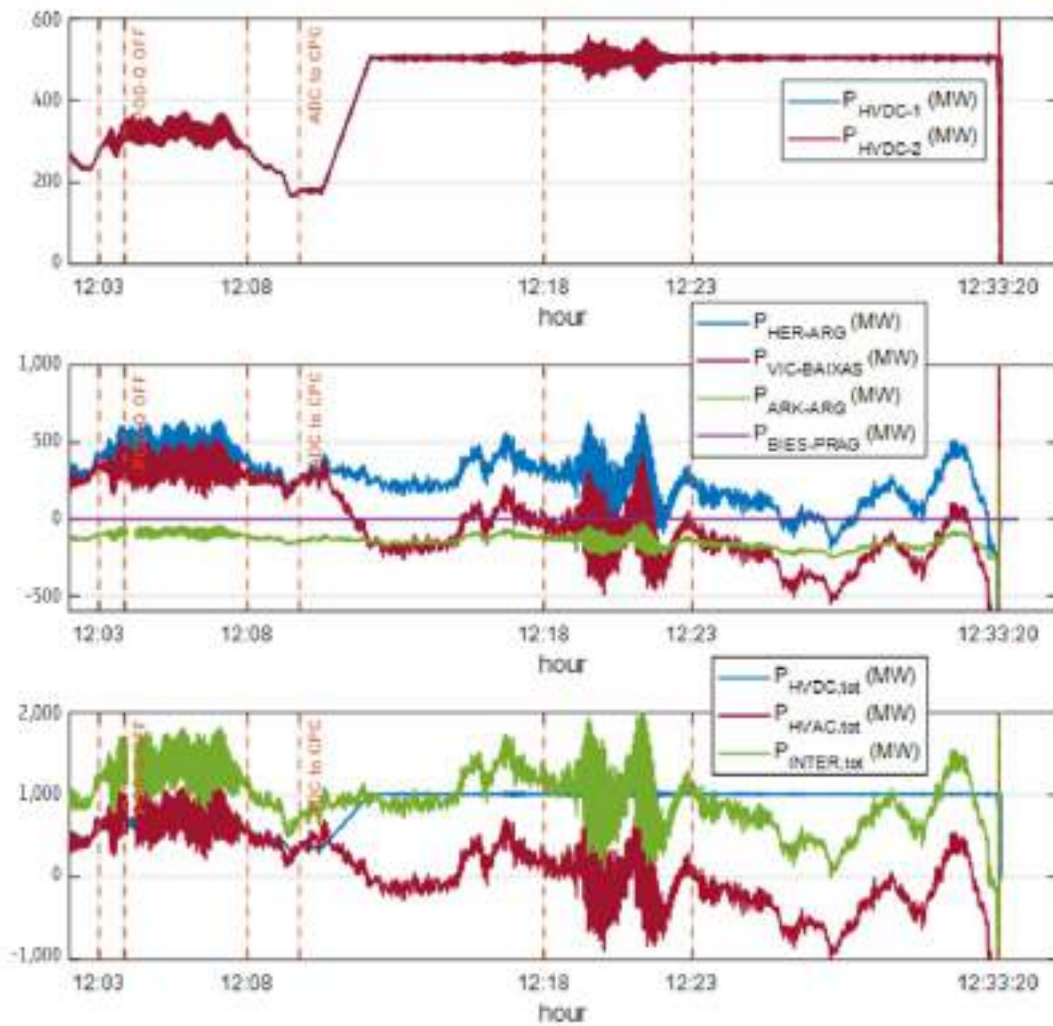 600
400
200
0
POD-Q OFF
ADC to CPC
P HVDC-1 (MW)
P HVDC-2 (MW)
12:03 12:08 12:18 12:23 12:33:20
hour
1,000
500
0
-500
OFF
to CPC
P HER-ARG (MW)
P VIC-BAIXAS (MW)
P ARK-ARG (MW)
P BIES-PRAG (MW)
12:03 12:08 12:18 12:23 12:33:20
hour
2,000
1,000
0
-1,000
to CPC
P HVDC,tot (MW)
P HVAC,tot (MW)
P INTER,tot (MW)
12:03 12:08 12:18 12:23 12:33:20
hour